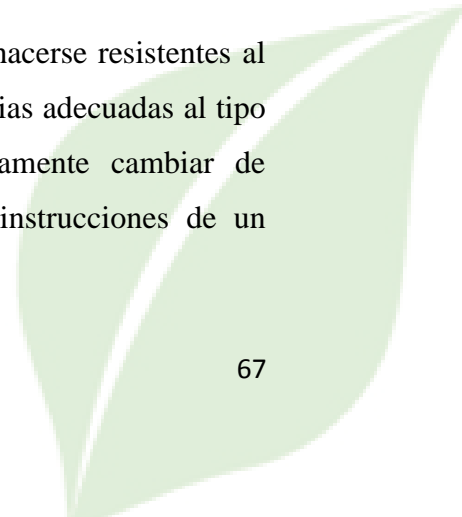 hacerse resistentes al
ias adecuadas al tipo
amente cambiar de
instrucciones de un
67